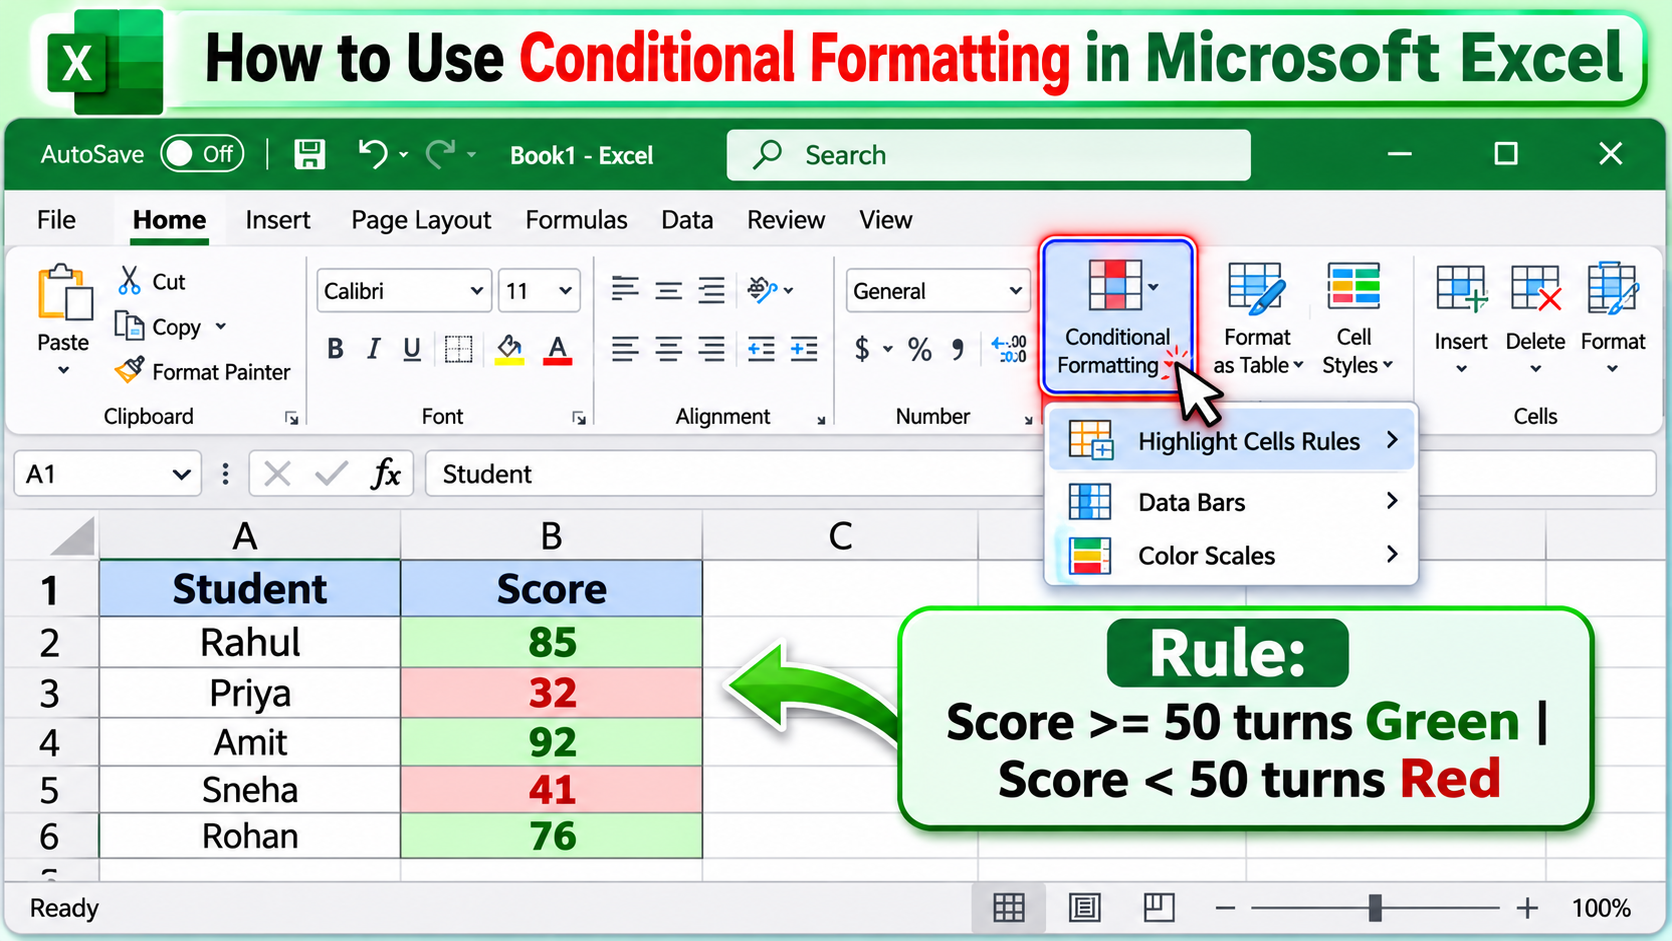 X
How to Use Conditional Formatting in Microsoft Excel
AutoSave Off Book1 - Excel Search
File Home Insert Page Layout Formulas Data Review View
Paste
Cut
Copy
Format Painter
Clipboard
Calibri 11
B I U A
Font
Alignment
General
$ % , .00
Number
Conditional
Formatting
Format
as Table
Cell
Styles
Insert
Delete
Format
Cells
Highlight Cells Rules
Data Bars
Color Scales
A1 fx Student
A B C
1 Student Score
2 Rahul 85
3 Priya 32
4 Amit 92
5 Sneha 41
6 Rohan 76
Rule:
Score >= 50 turns Green |
Score < 50 turns Red
Ready 100%